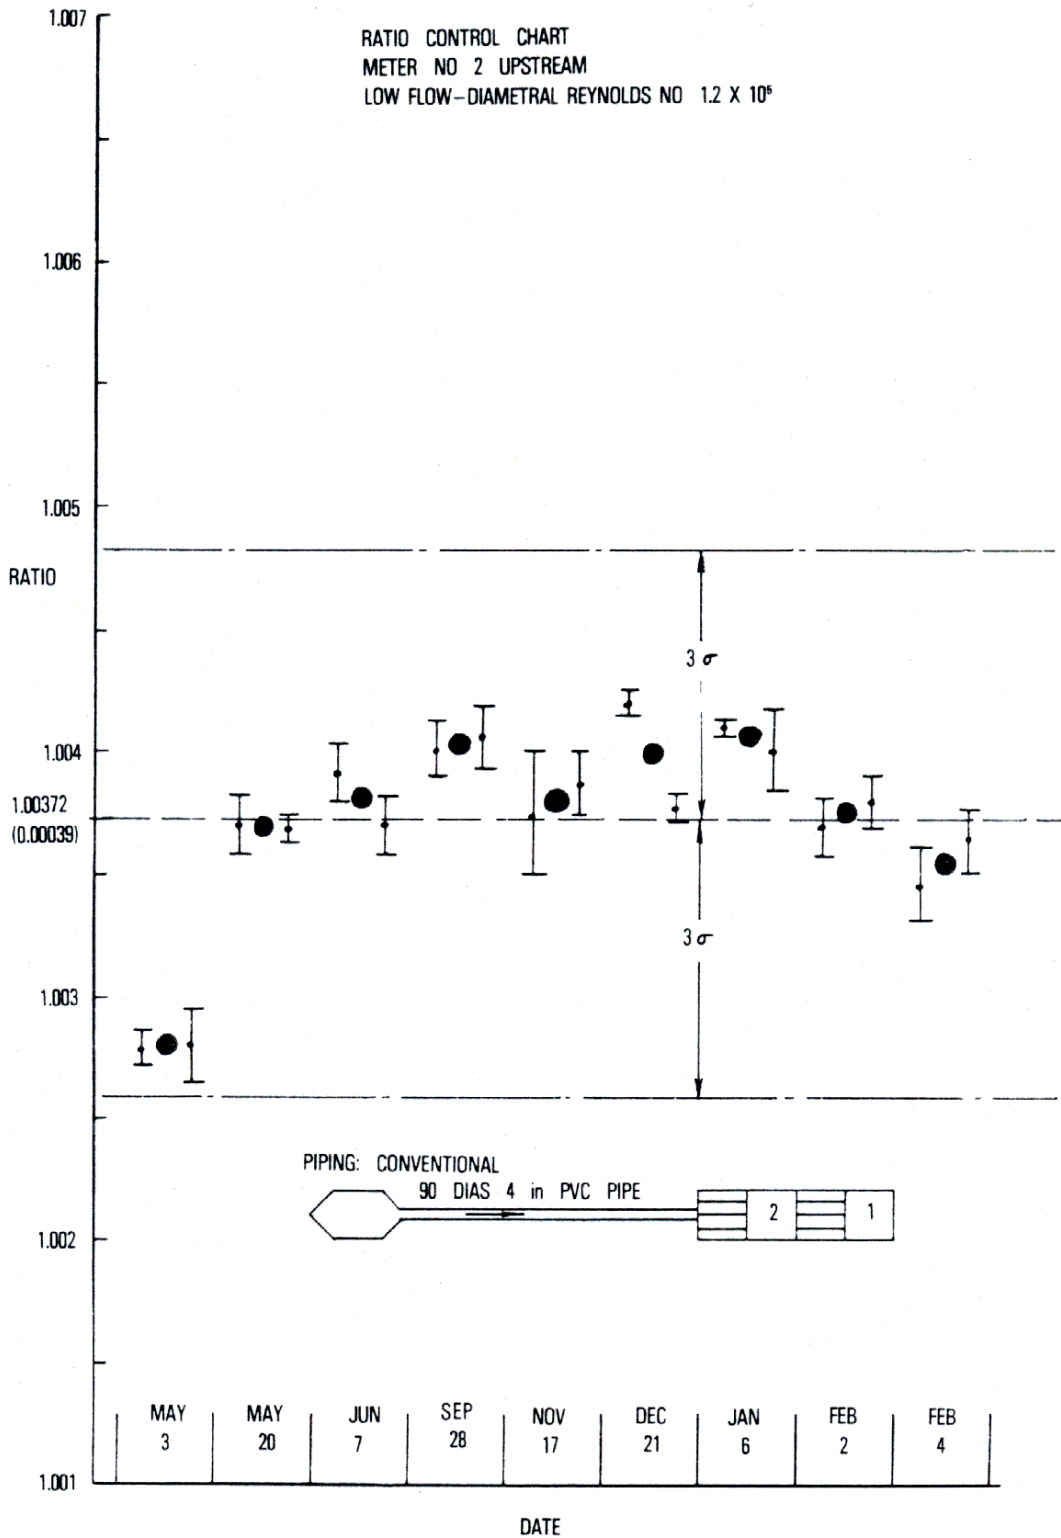 1.007
RATIO CONTROL CHART
METER NO 2 UPSTREAM
LOW FLOW-DIAMETRAL REYNOLDS NO 1.2 X 10⁵
1.006
1.005
RATIO
3 σ
1.004
1.00372
(0.00039)
3 σ
1.003
PIPING: CONVENTIONAL
90 DIAS 4 in PVC PIPE
2 1
1.002
MAY MAY JUN SEP NOV DEC JAN FEB FEB
3 20 7 28 17 21 6 2 4
1.001
DATE